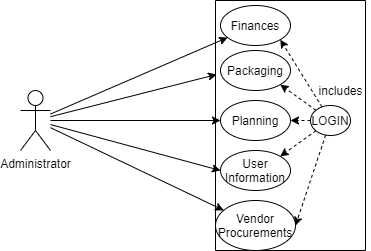 Finances
Packaging
includes
Planning
LOGIN
Administrator
User
Information
Vendor
Procurements